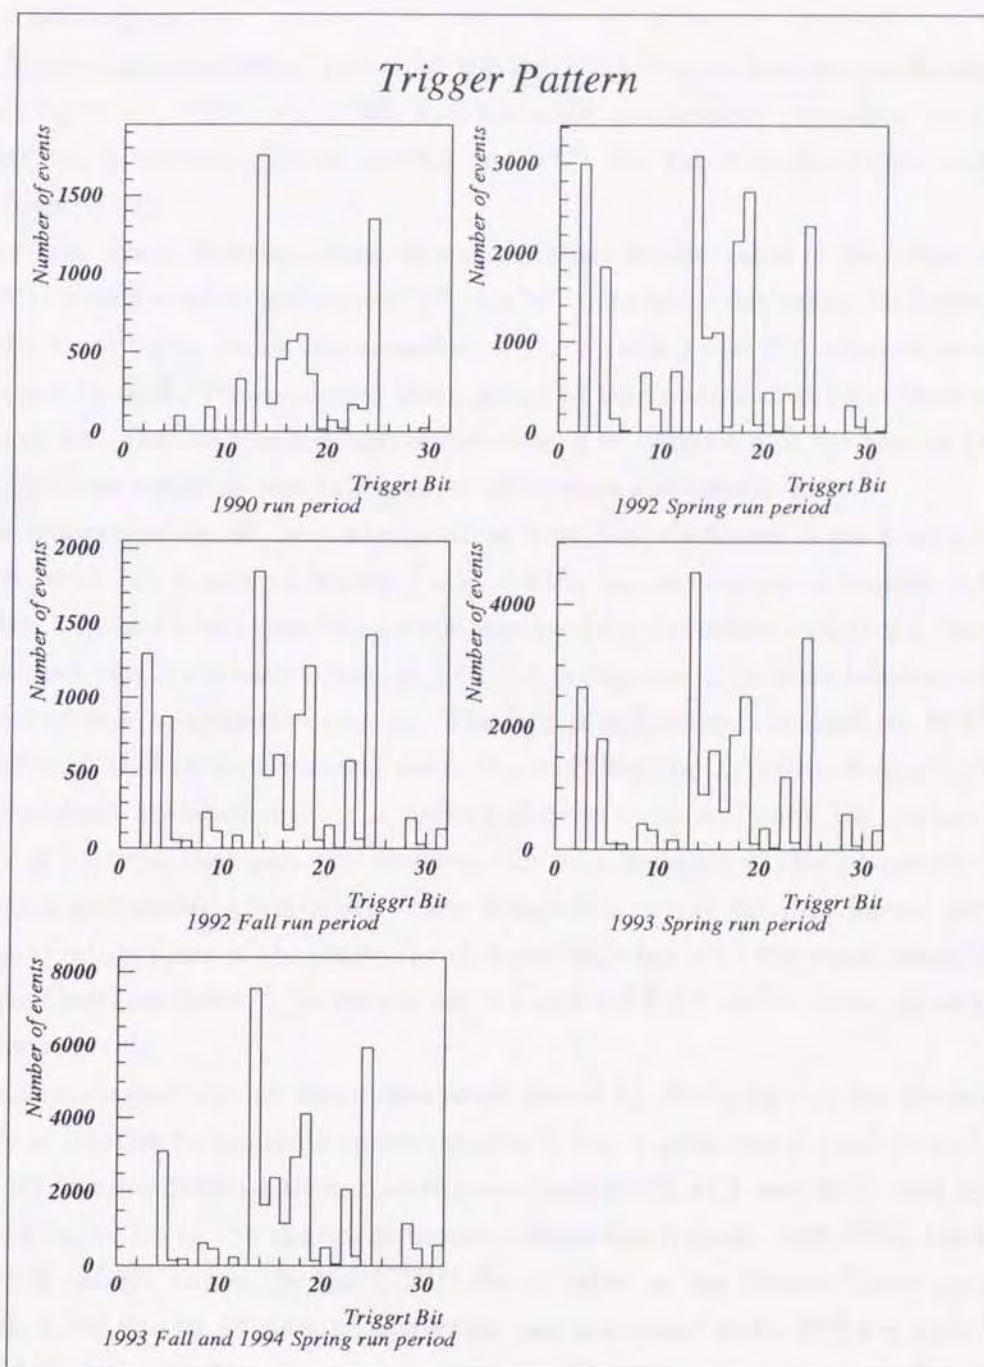 Trigger Pattern
Number of events
1500
1000
500
0
0 10 20 30
Triggrt Bit
1990 run period
Number of events
3000
2000
1000
0
0 10 20 30
Triggrt Bit
1992 Spring run period
Number of events
2000
1500
1000
500
0
0 10 20 30
Triggrt Bit
1992 Fall run period
Number of events
4000
2000
0
0 10 20 30
Triggrt Bit
1993 Spring run period
Number of events
8000
6000
4000
2000
0
0 10 20 30
Triggrt Bit
1993 Fall and 1994 Spring run period